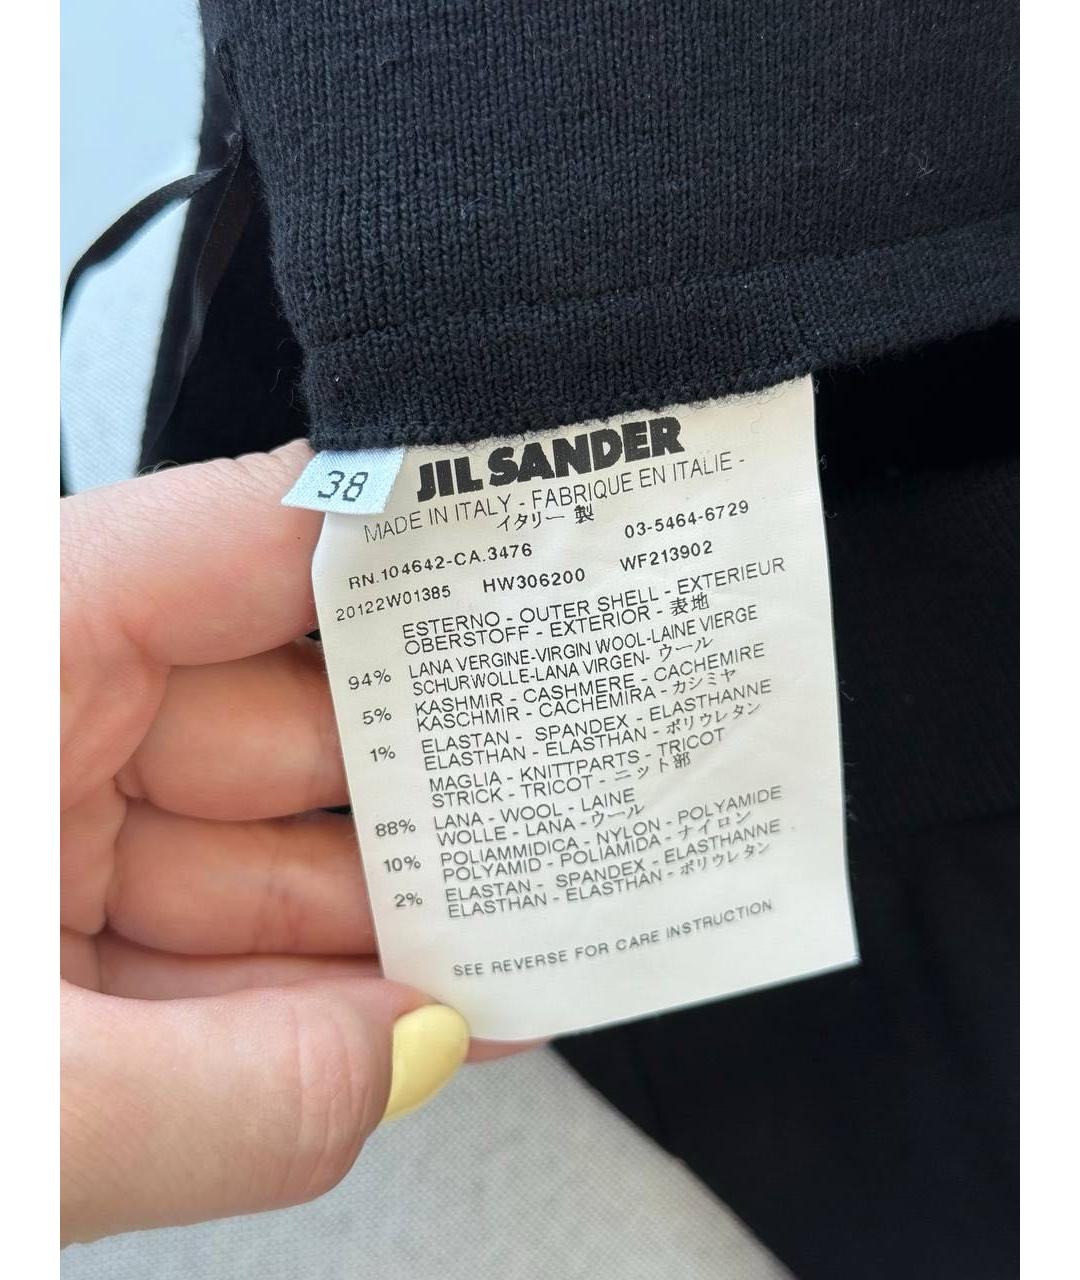 38
JIL SANDER
MADE IN ITALY - FABRIQUE EN ITALIE -
イタリー 製
RN.104642-CA.3476 03-5464-6729
20122W01385 HW306200 WF213902
ESTERNO - OUTER SHELL - EXTERIEUR
OBERSTOFF - EXTERIOR - 表地
94% LANA VERGINE-VIRGIN WOOL-LAINE VIERGE
SCHURWOLLE-LANA VIRGEN- ウール
5% KASHMIR - CASHMERE - CACHEMIRE
KASCHMIR - CACHEMIRA - カシミヤ
1% ELASTAN - SPANDEX - ELASTHANNE
ELASTHAN - ELASTHAN - ポリウレタン
MAGLIA - KNITTPARTS - TRICOT
STRICK - TRICOT - ニット部
88% LANA - WOOL - LAINE
WOLLE - LANA - ウール
10% POLIAMMIDICA - NYLON - POLYAMIDE
POLYAMID - POLIAMIDA - ナイロン
2% ELASTAN - SPANDEX - ELASTHANNE
ELASTHAN - ELASTHAN - ポリウレタン
SEE REVERSE FOR CARE INSTRUCTION